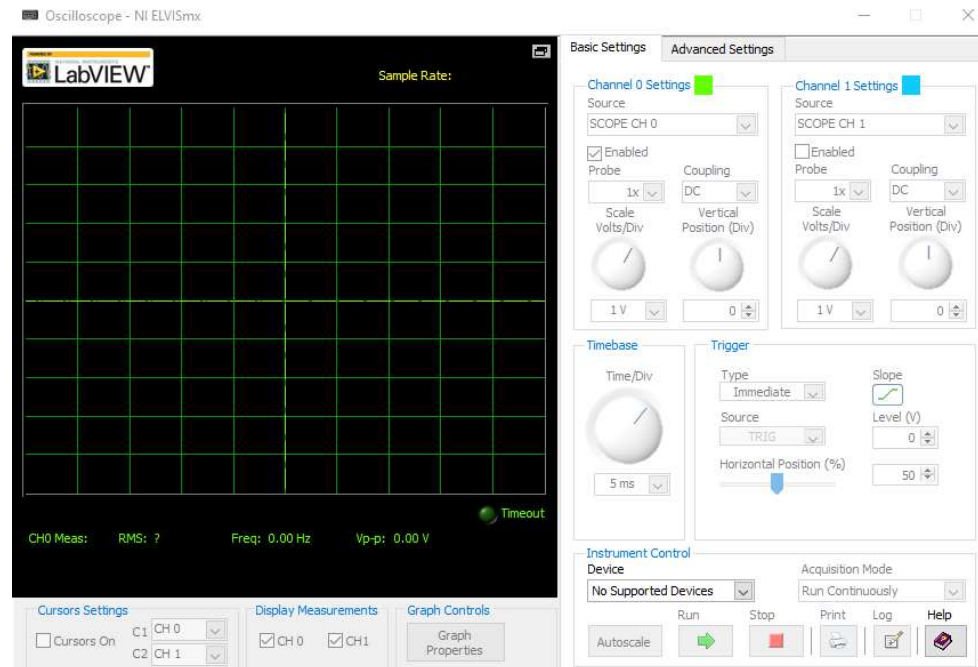 Oscilloscope - NI ELVISmx
LabVIEW
Sample Rate:
Timeout
CH0 Meas: RMS: ? Freq: 0.00 Hz Vp-p: 0.00 V
Cursors Settings
Cursors On
C1 CH 0
C2 CH 1
Display Measurements
CH 0 CH1
Graph Controls
Graph
Properties
Basic Settings Advanced Settings
Channel 0 Settings
Source
SCOPE CH 0
Enabled
Probe Coupling
1x DC
Scale Vertical
Volts/Div Position (Div)
1 V 0
Channel 1 Settings
Source
SCOPE CH 1
Enabled
Probe Coupling
1x DC
Scale Vertical
Volts/Div Position (Div)
1 V 0
Timebase
Time/Div
5 ms
Trigger
Type Slope
Immediate
Source Level (V)
TRIG 0
Horizontal Position (%)
50
Instrument Control
Device Acquisition Mode
No Supported Devices Run Continuously
Run Stop Print Log Help
Autoscale